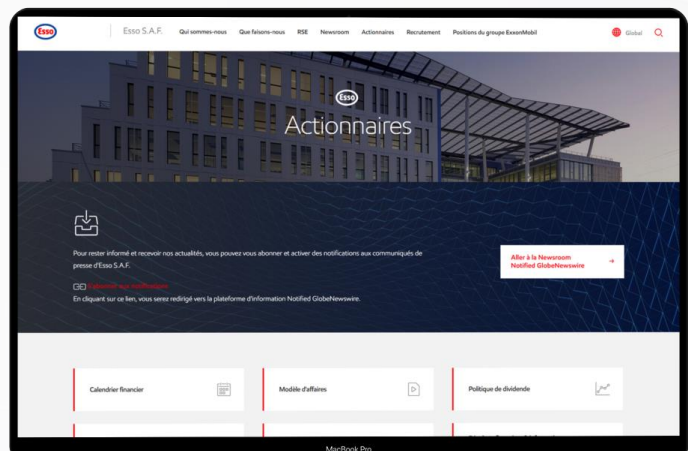 Esso
Esso S.A.F.
Qui sommes-nous
Que faisons-nous
RSE
Newsroom
Actionnaires
Recrutement
Positions du groupe ExxonMobil
Global
Esso
Actionnaires
Pour rester informé et recevoir nos actualités, vous pouvez vous abonner et activer des notifications aux communiqués de
presse d'Esso S.A.F.
En cliquant sur ce lien, vous serez redirigé vers la plateforme d'information Notified GlobeNewswire.
Aller à la Newsroom
Notified GlobeNewswire
Calendrier financier
Modèle d'affaires
Politique de dividende
MacBook Pro